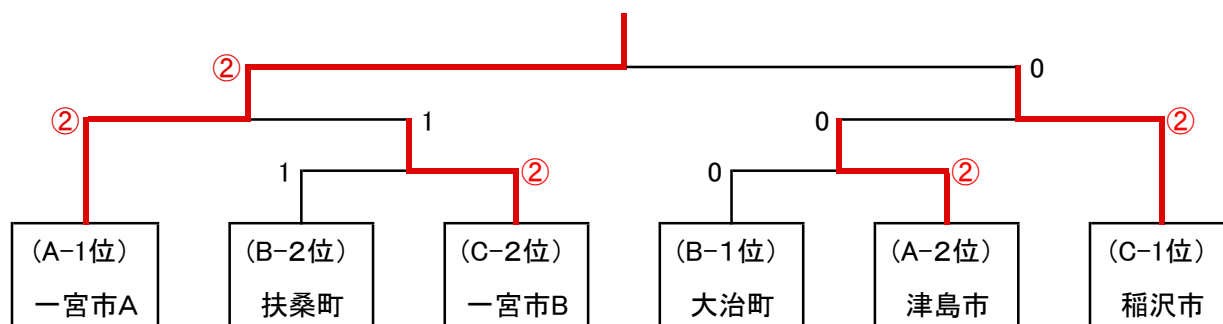 ② 0
② 1 0 ②
1 ② 0 ②
(A-1位) (B-2位) (C-2位) (B-1位) (A-2位) (C-1位)
一宮市A 扶桑町 一宮市B 大治町 津島市 稲沢市